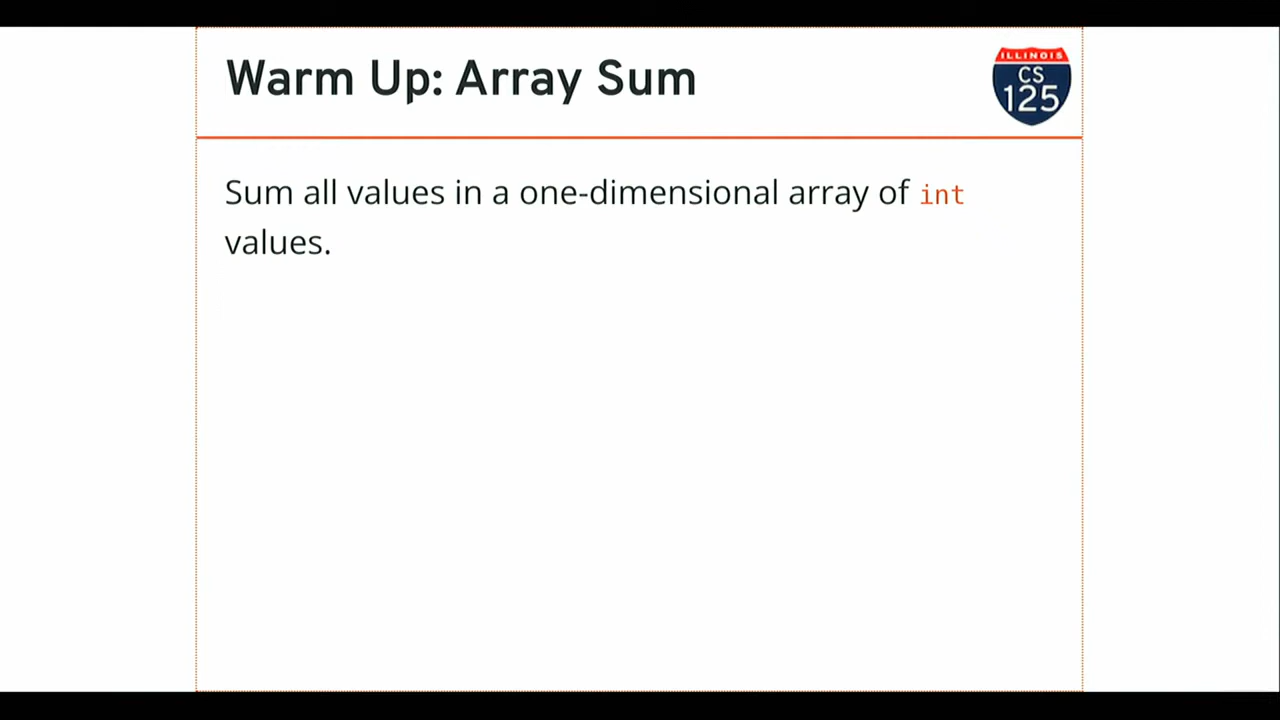 Warm Up: Array Sum
ILLINOIS
CS
125
Sum all values in a one-dimensional array of int
values.